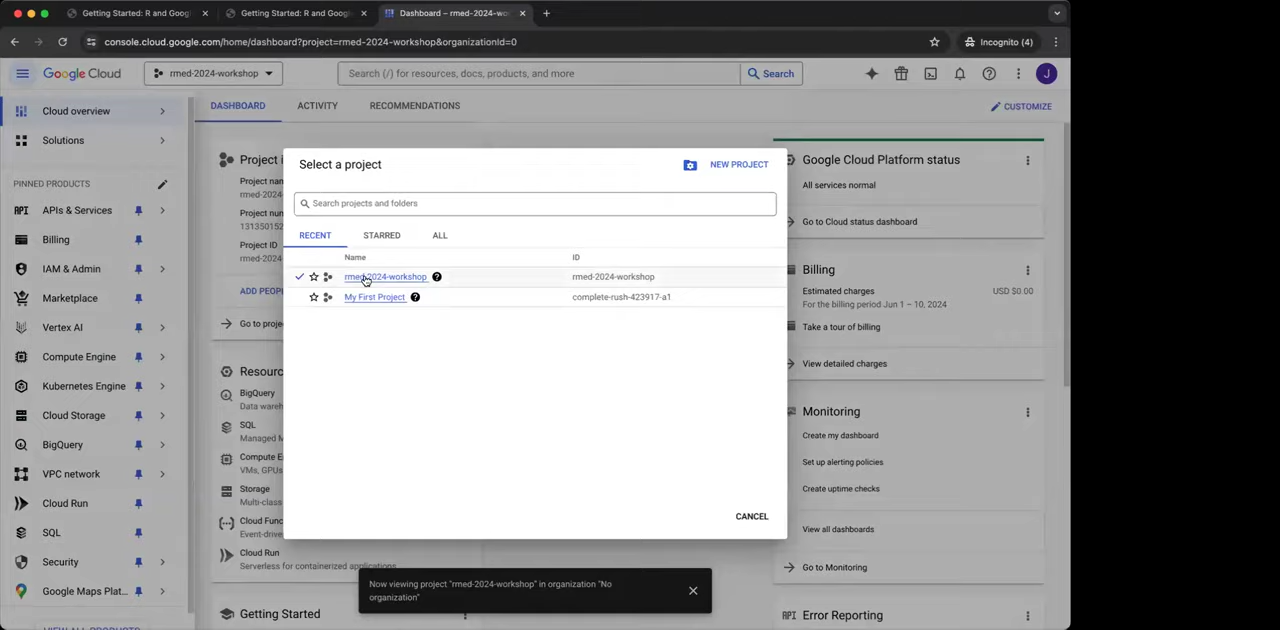 Getting Started: R and Goog
Getting Started: R and Googl
Dashboard – rmed-2024-wo
console.cloud.google.com/home/dashboard?project=rmed-2024-workshop&organizationId=0
Incognito (4)
Google Cloud
rmed-2024-workshop
Search (/) for resources, docs, products, and more
Search
J
Cloud overview
Solutions
PINNED PRODUCTS
APIs & Services
Billing
IAM & Admin
Marketplace
Vertex AI
Compute Engine
Kubernetes Engine
Cloud Storage
BigQuery
VPC network
Cloud Run
SQL
Security
Google Maps Plat...
VIEW ALL PRODUCTS
DASHBOARD
ACTIVITY
RECOMMENDATIONS
CUSTOMIZE
Project i
Project nam
rmed-2024-
Project num
Project ID
rmed-2024-
ADD PEOPL
Go to proje
Resourc
BigQuery
Data wareh
SQL
Managed M
Compute E
VMs, GPUs
Storage
Multi-class
Cloud Func
Event-drive
Cloud Run
Serverless for containerized applications
Getting Started
Select a project
NEW PROJECT
Search projects and folders
RECENT
STARRED
ALL
Name
ID
rmed-2024-workshop
rmed-2024-workshop
My First Project
complete-rush-423917-a1
CANCEL
Now viewing project "rmed-2024-workshop" in organization "No
organization"
Google Cloud Platform status
All services normal
Go to Cloud status dashboard
Billing
Estimated charges
USD $0.00
For the billing period Jun 1 – 10, 2024
Take a tour of billing
View detailed charges
Monitoring
Create my dashboard
Set up alerting policies
Create uptime checks
View all dashboards
Go to Monitoring
API Error Reporting